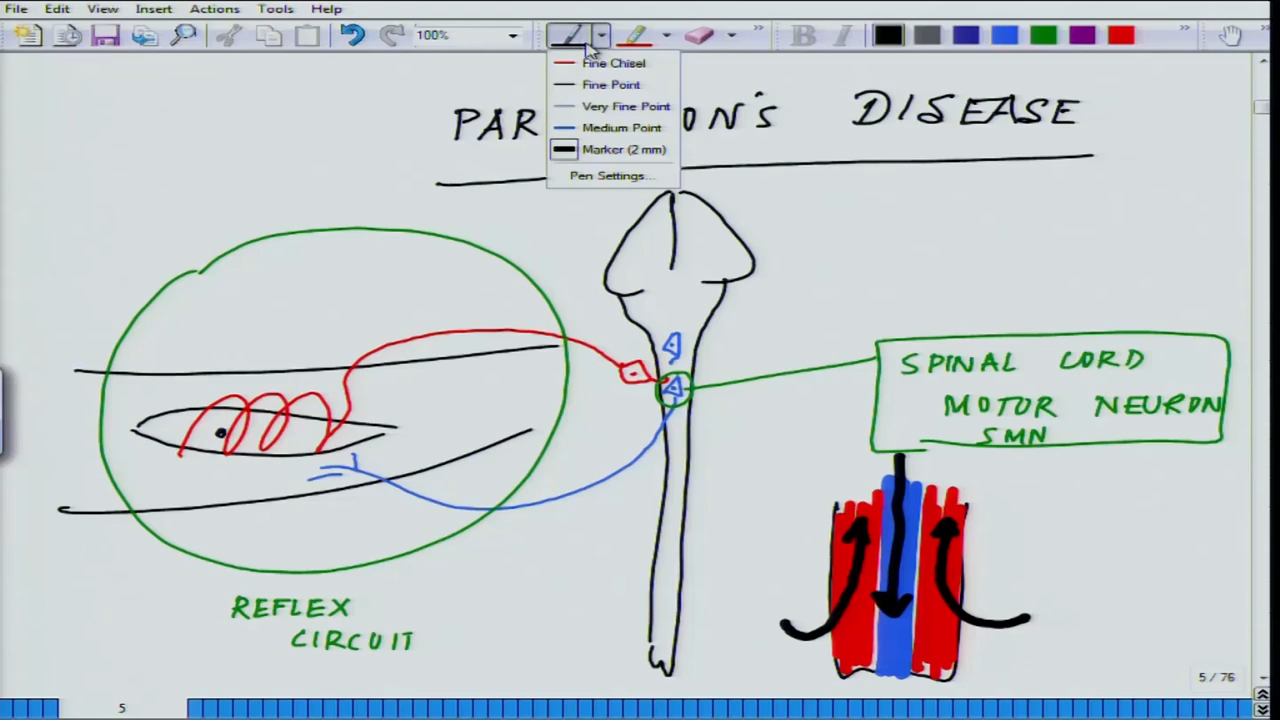 File Edit View Insert Actions Tools Help
100%
Fine Chisel
Fine Point
Very Fine Point
Medium Point
Marker (2 mm)
Pen Settings...
PAR ON'S DISEASE
SPINAL CORD
MOTOR NEURON
SMN
REFLEX
CIRCUIT
5 / 76
5